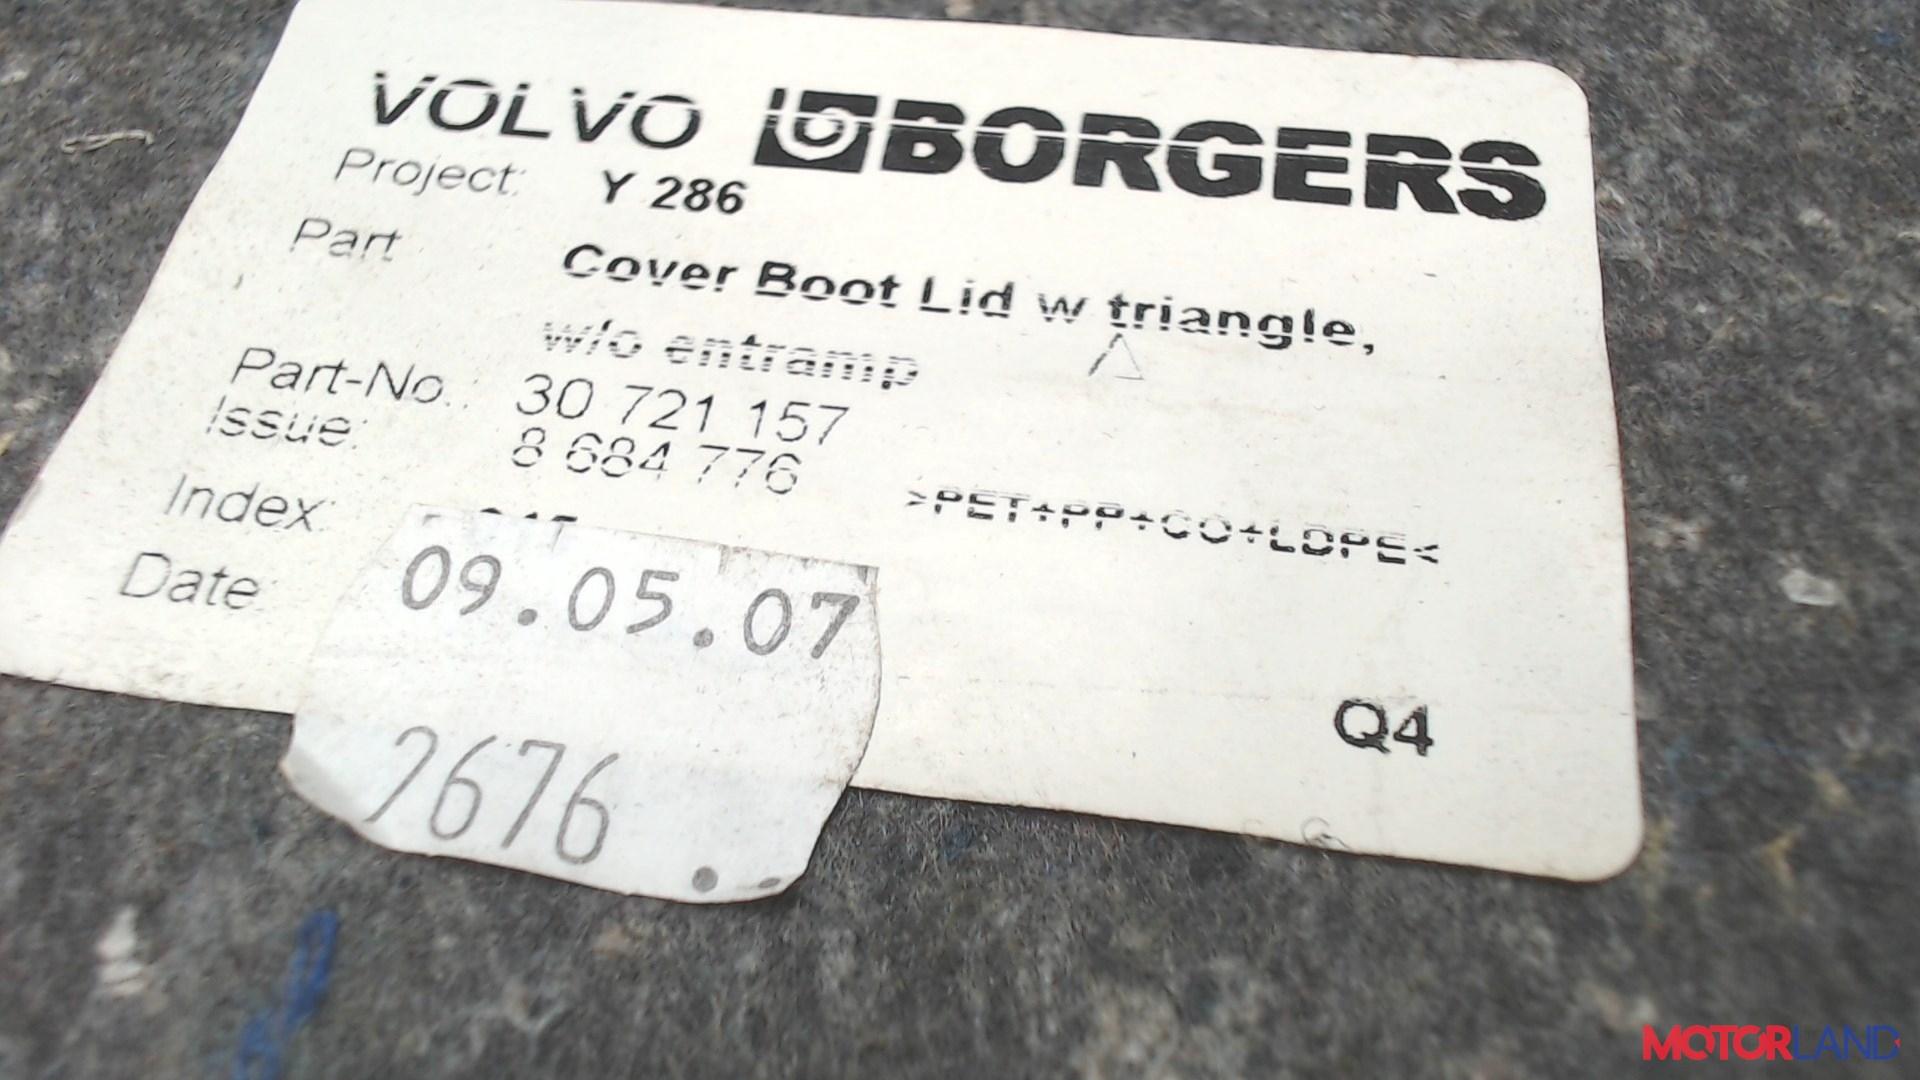 VOLVO BORGERS
Project: Y 286
Part Cover Boot Lid w triangle,
w/o entramp
Part-No.: 30 721 157
Issue: 8 684 776
>PET+PP+CO+LDPE<
Index:
Date: 09.05.07
7676
Q4
MOTORLAND